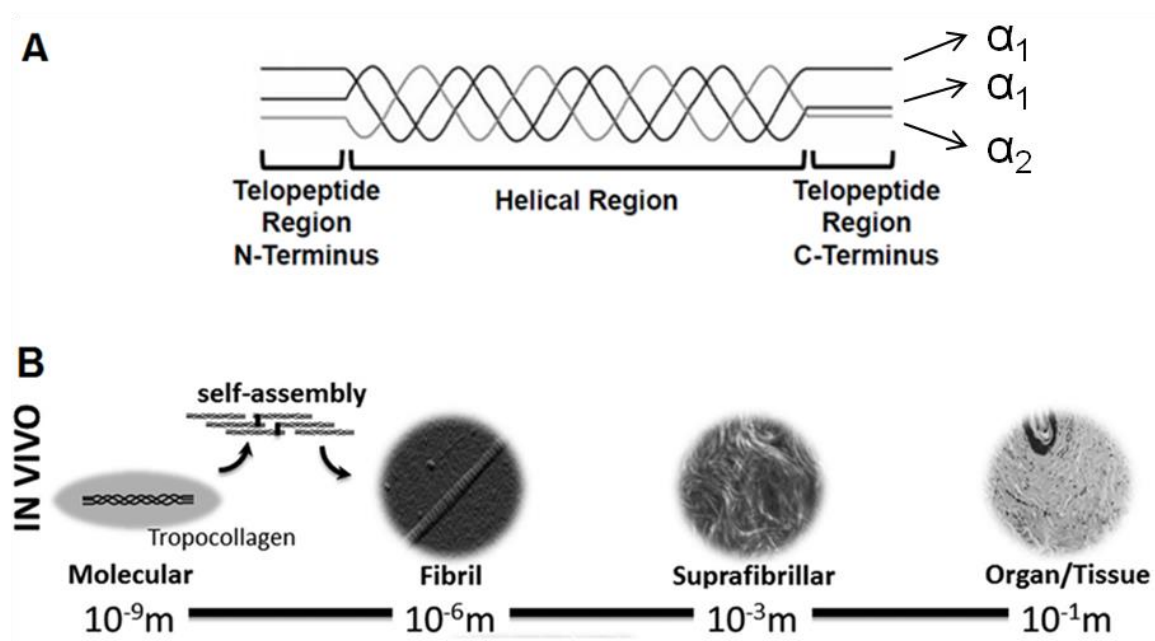 A
α₁
α₁
α₂
Telopeptide
Region
N-Terminus
Helical Region
Telopeptide
Region
C-Terminus
B
IN VIVO
self-assembly
Tropocollagen
Molecular
Fibril
Suprafibrillar
Organ/Tissue
10⁻⁹m
10⁻⁶m
10⁻³m
10⁻¹m